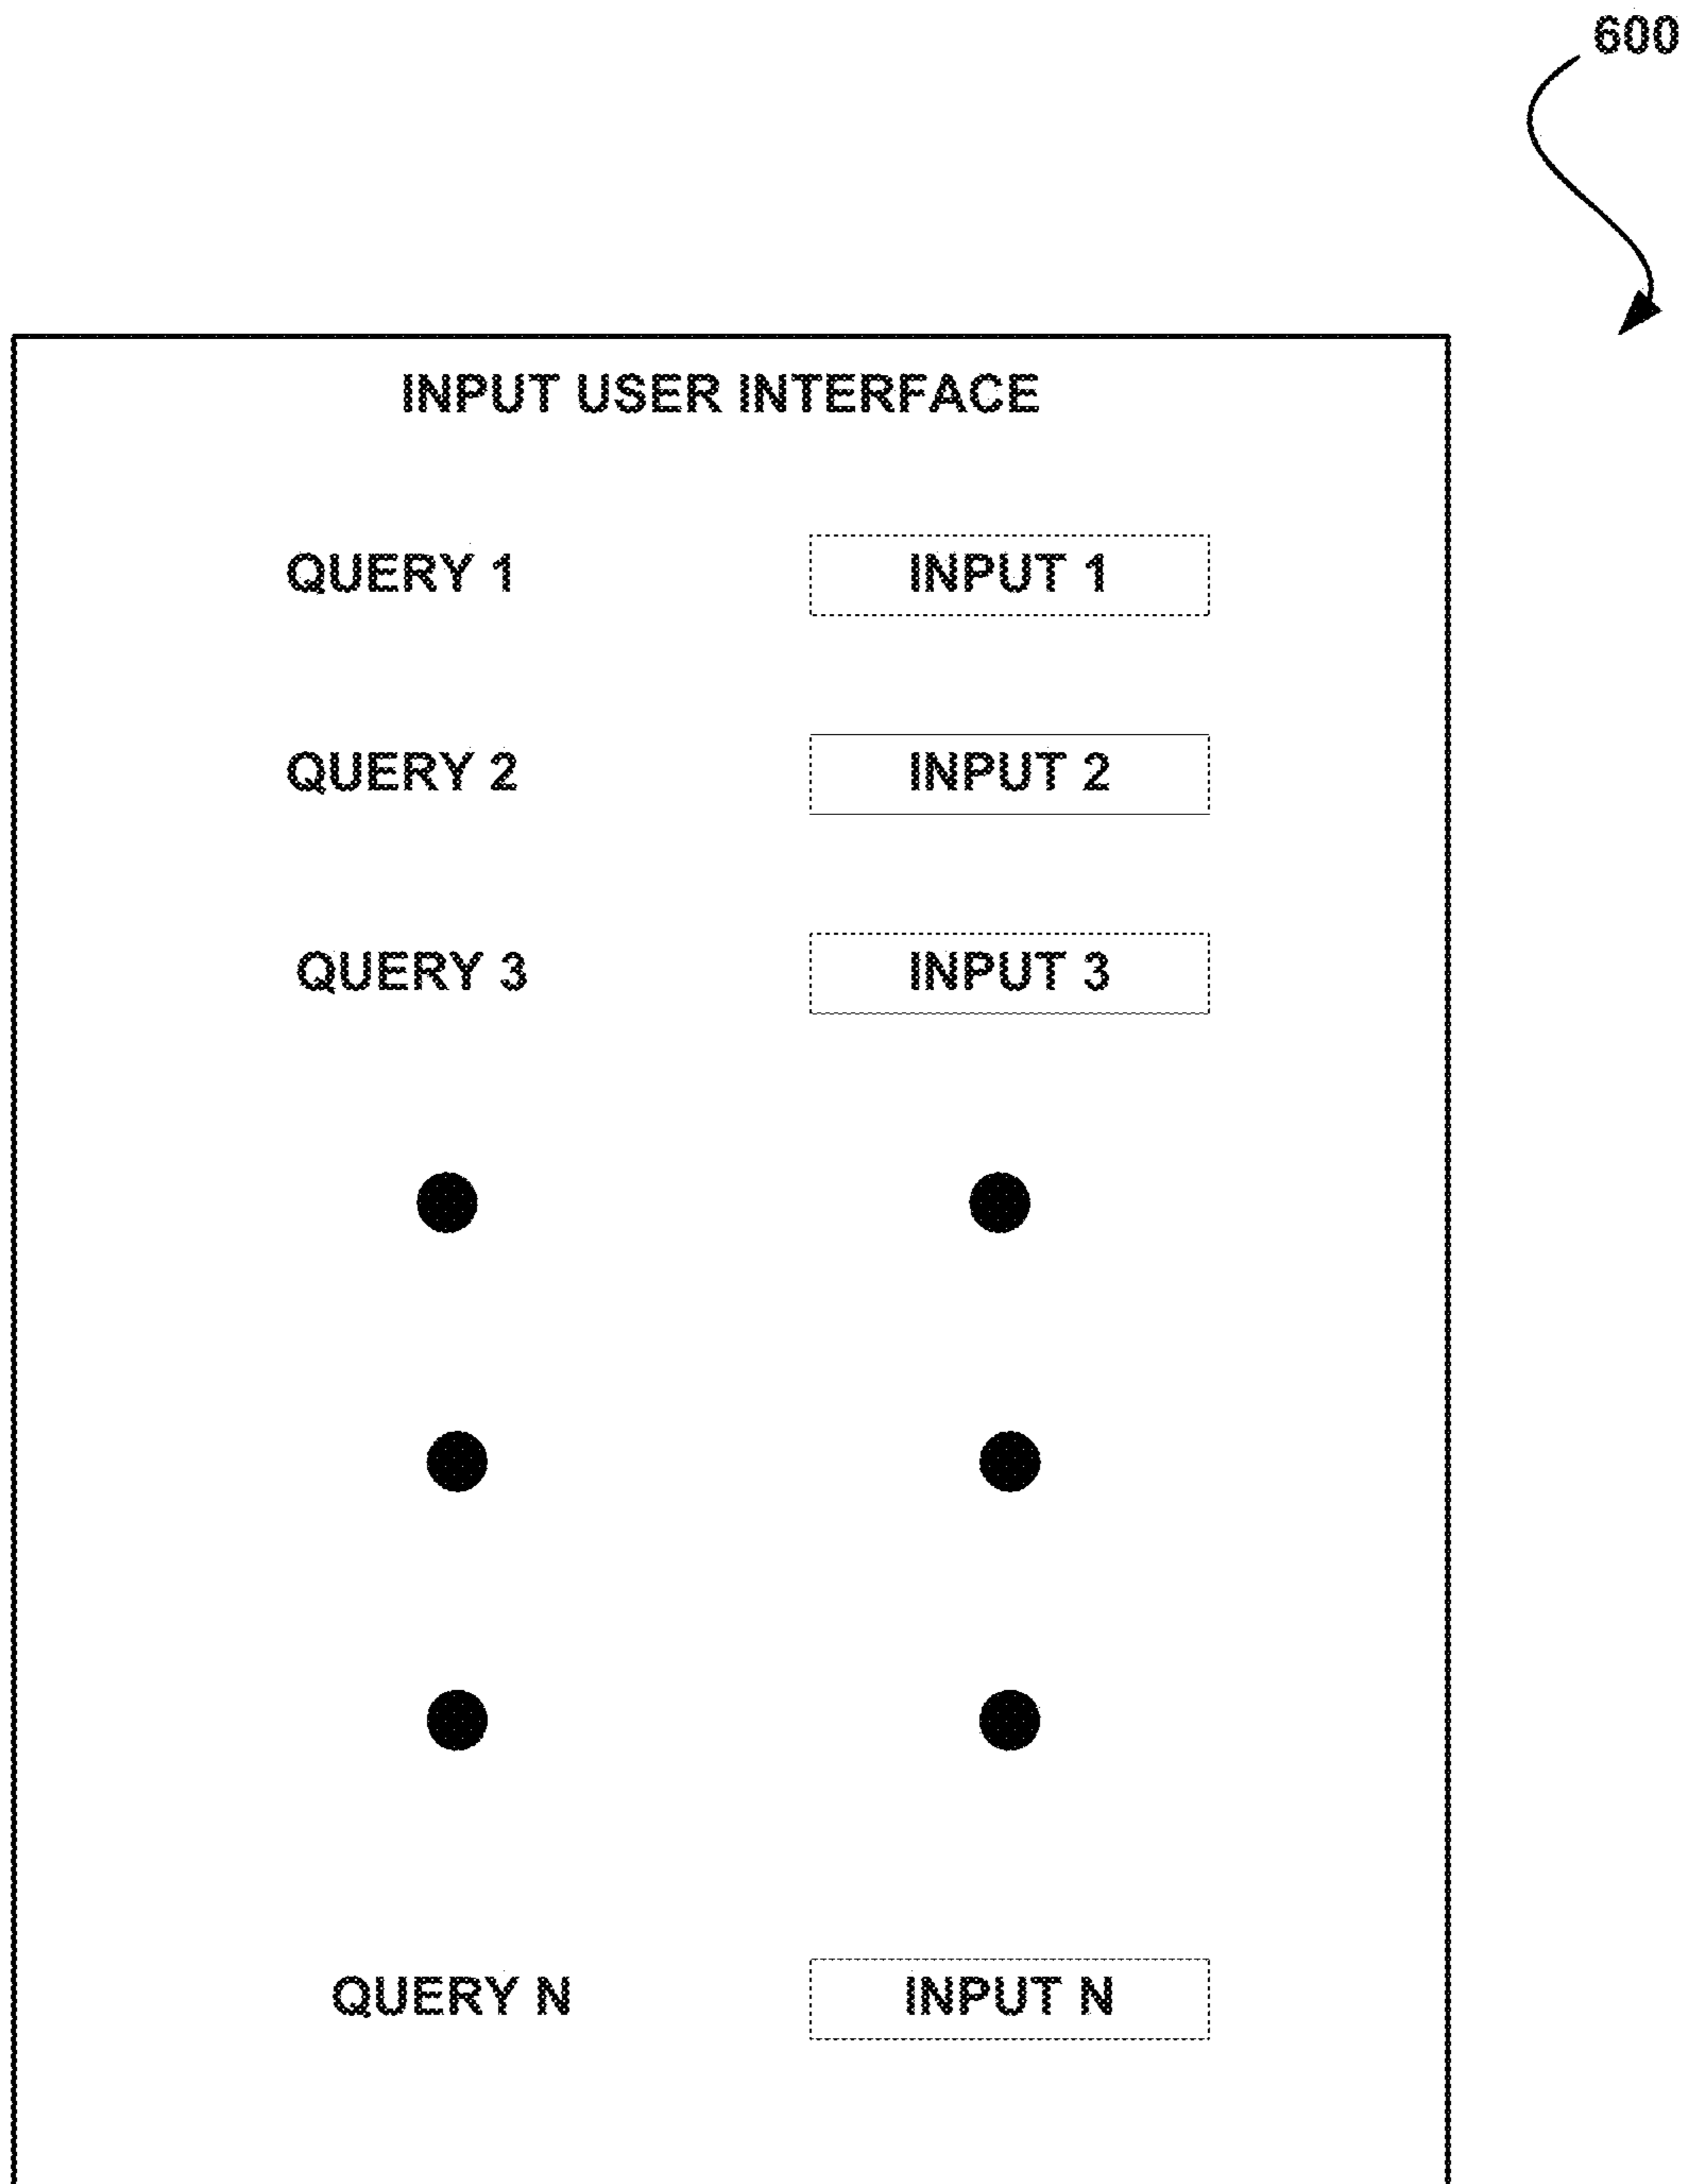 600
INPUT USER INTERFACE
QUERY 1 INPUT 1
QUERY 2 INPUT 2
QUERY 3 INPUT 3
QUERY N INPUT N